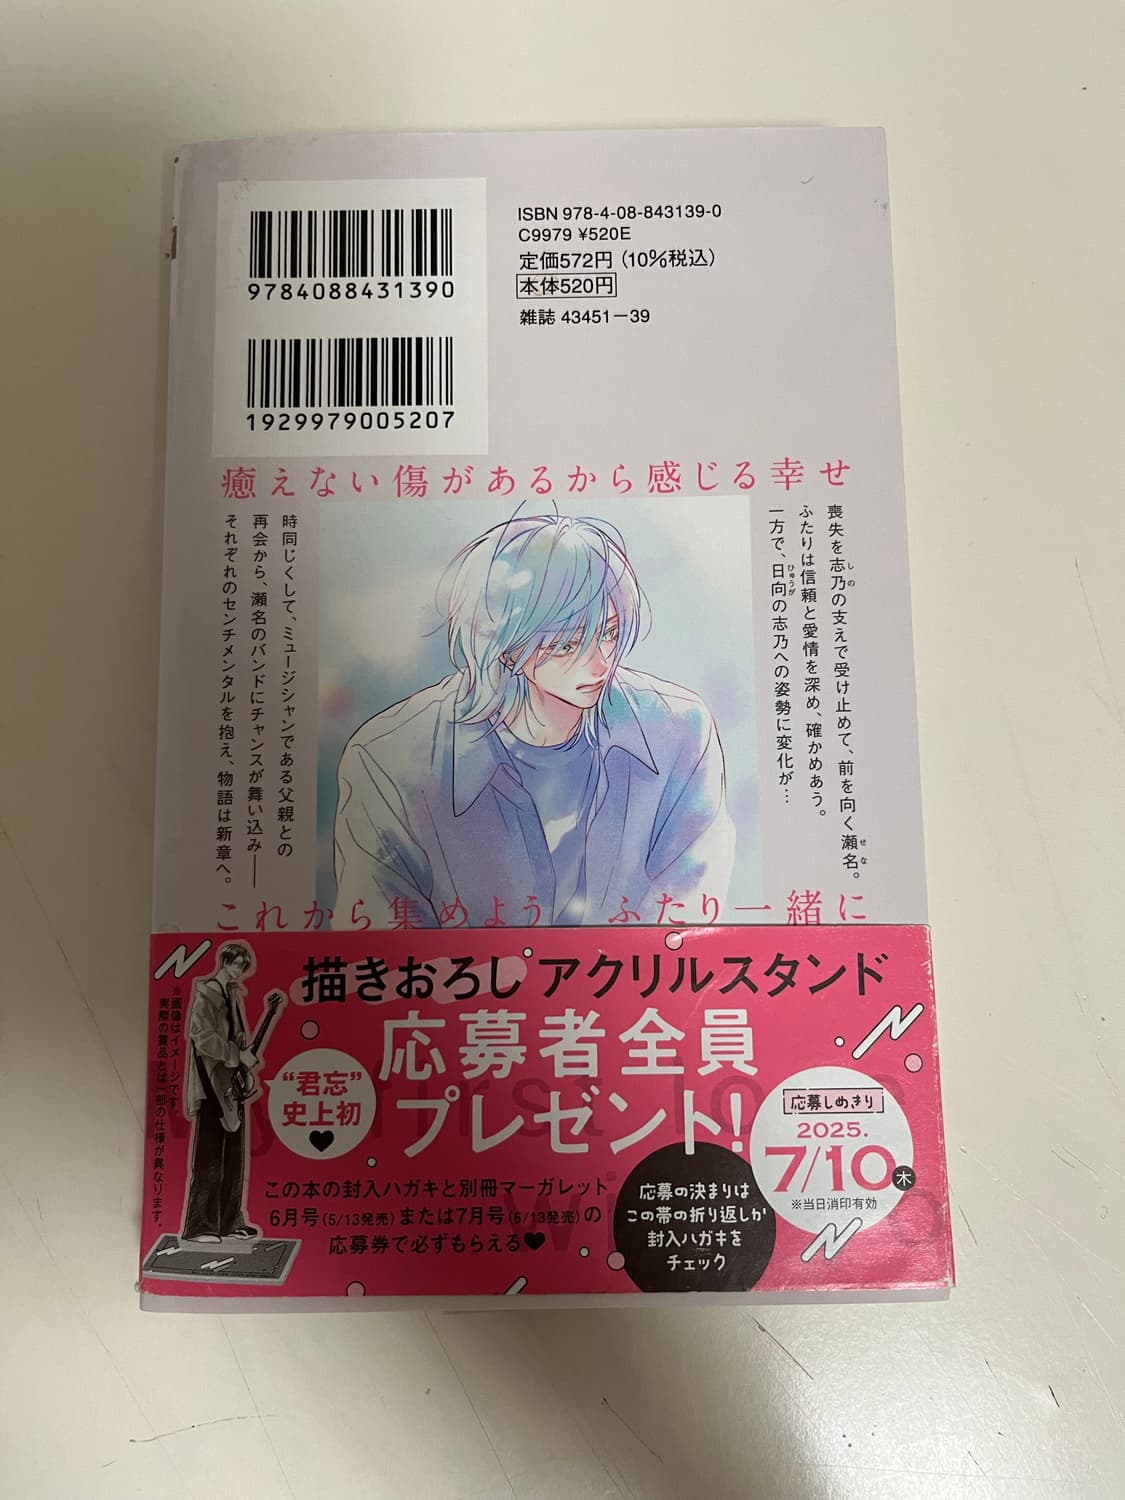 ISBN 978-4-08-843139-0
C9979 ¥520E
定価572円（10%税込）
本体520円
雑誌 43451－39
9784088431390
1929979005207
癒えない傷があるから感じる幸せ
喪失を志乃の支えで受け止めて、前を向く瀬名。
しの
せな
ふたりは信頼と愛情を深め、確かめあう。
一方で、日向の志乃への姿勢に変化が…
ひゅうが
時同じくして、ミュージシャンである父親との
再会から、瀬名のバンドにチャンスが舞い込み――
それぞれのセンチメンタルを抱え、物語は新章へ。
これから集めよう ふたり一緒に
描きおろしアクリルスタンド
応募者全員
プレゼント!
“君忘”
史上初
♥
この本の封入ハガキと別冊マーガレット
6月号(5/13発売)または7月号(6/13発売)の
応募券で必ずもらえる♥
応募の決まりは
この帯の折り返しか
封入ハガキを
チェック
応募しめきり
2025.
7/10木
※当日消印有効
※画像はイメージです。
実際の賞品とは一部の仕様が異なります。